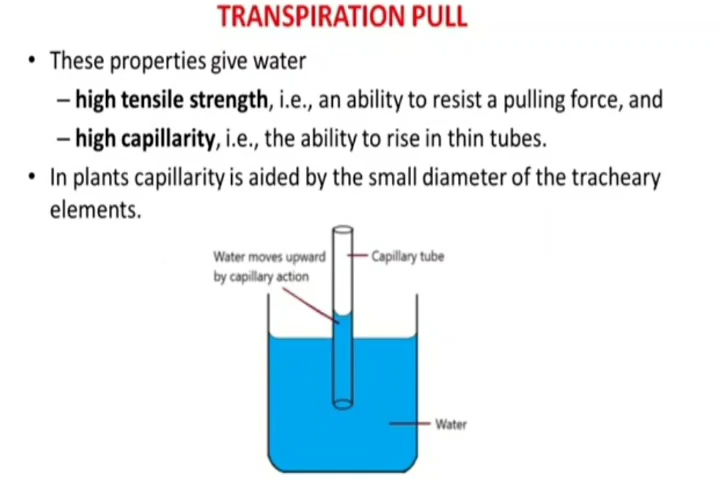 TRANSPIRATION PULL
• These properties give water
– high tensile strength, i.e., an ability to resist a pulling force, and
– high capillarity, i.e., the ability to rise in thin tubes.
• In plants capillarity is aided by the small diameter of the tracheary
elements.
Water moves upward
by capillary action
Capillary tube
Water